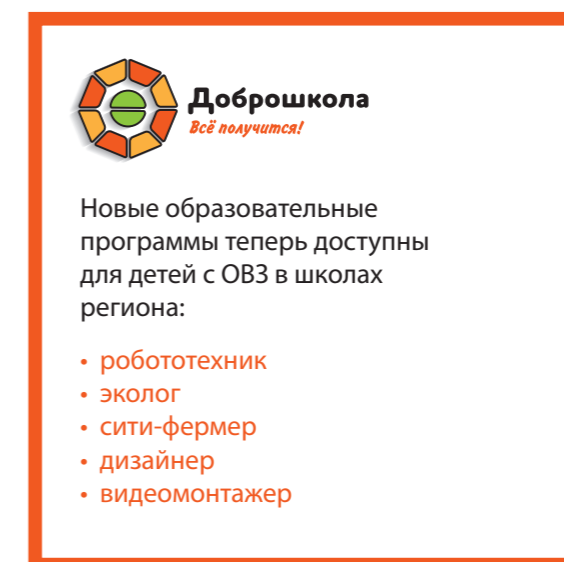 Доброшкола
Всё получится!
Новые образовательные
программы теперь доступны
для детей с ОВЗ в школах
региона:
• робототехник
• эколог
• сити-фермер
• дизайнер
• видеомонтажер